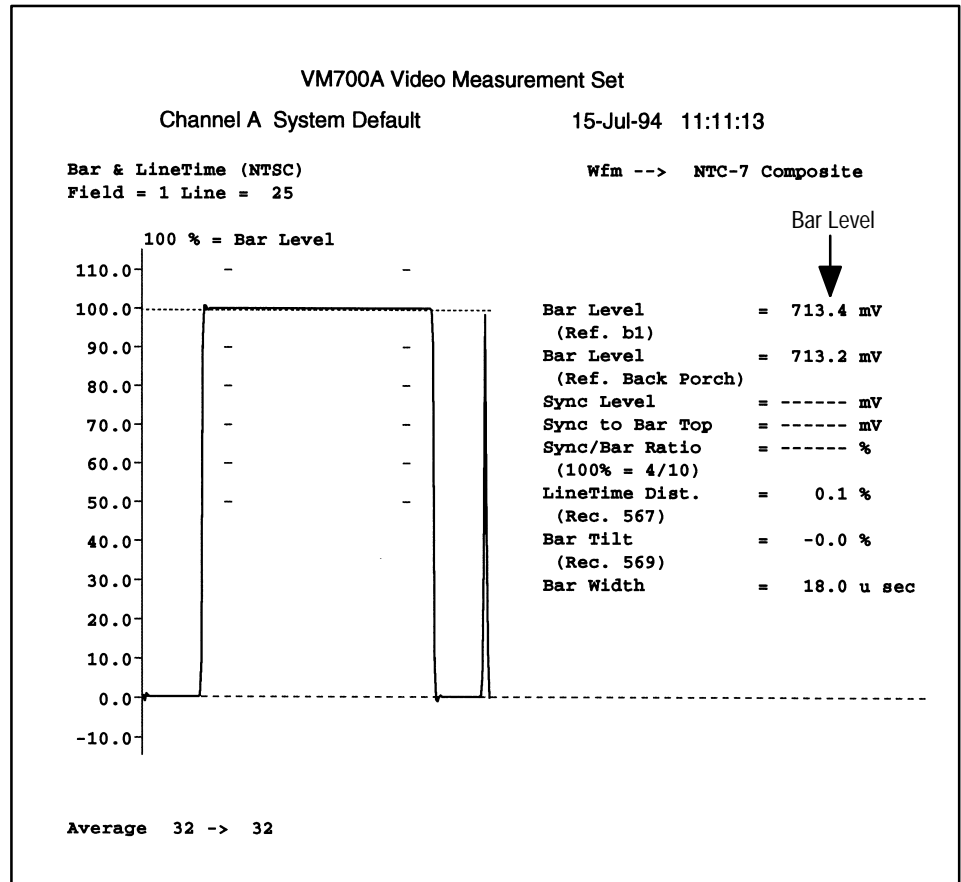 VM700A Video Measurement Set
Channel A System Default 15-Jul-94 11:11:13
Bar & LineTime (NTSC) Wfm --> NTC-7 Composite
Field = 1 Line = 25
Bar Level
100 % = Bar Level
110.0
100.0
90.0
80.0
70.0
60.0
50.0
40.0
30.0
20.0
10.0
0.0
-10.0
Bar Level = 713.4 mV
(Ref. b1)
Bar Level = 713.2 mV
(Ref. Back Porch)
Sync Level = ------ mV
Sync to Bar Top = ------ mV
Sync/Bar Ratio = ------ %
(100% = 4/10)
LineTime Dist. = 0.1 %
(Rec. 567)
Bar Tilt = -0.0 %
(Rec. 569)
Bar Width = 18.0 u sec
Average 32 -> 32